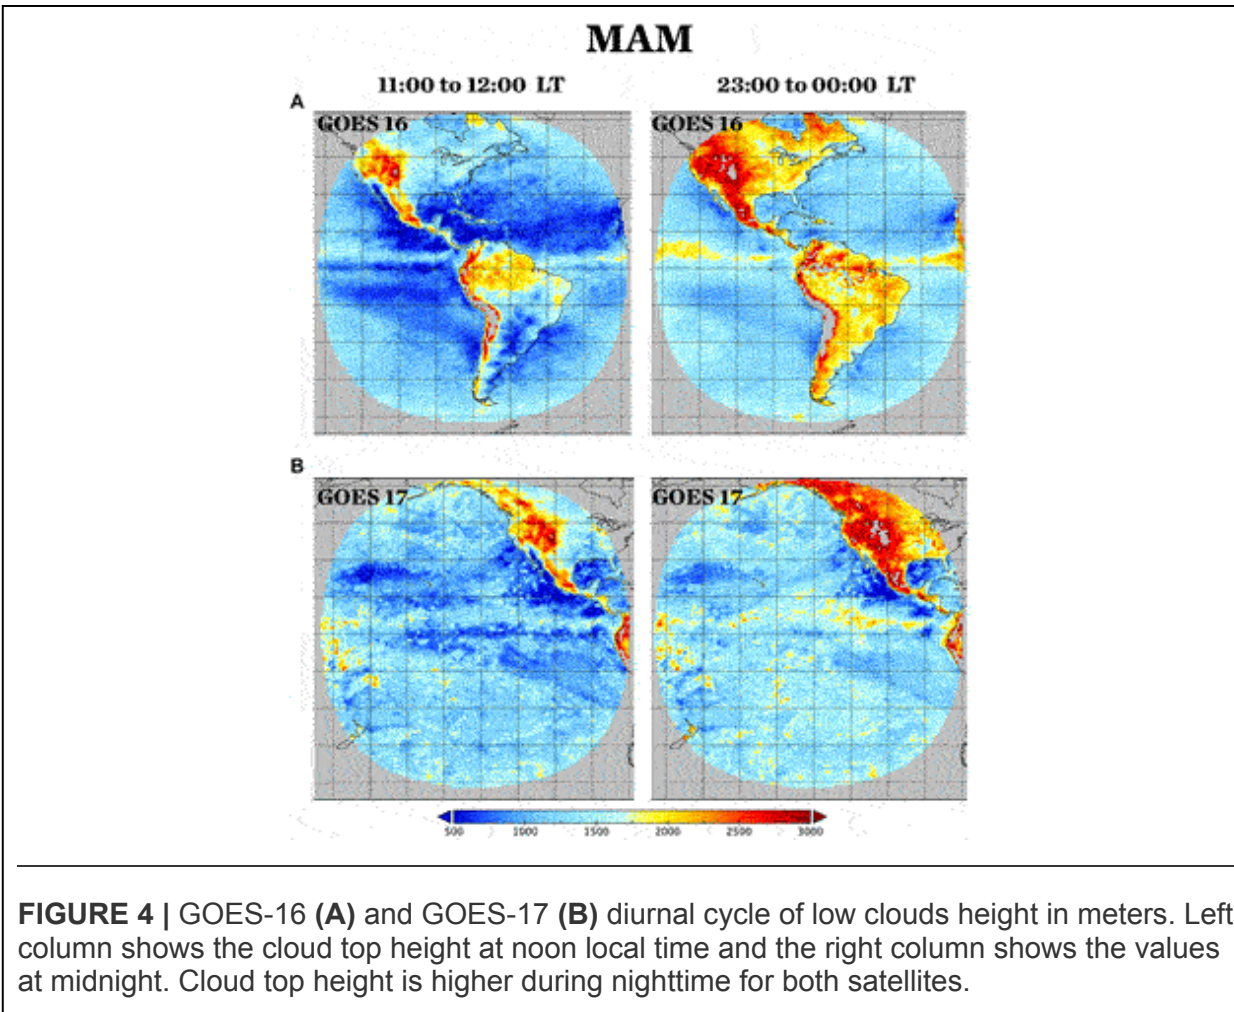 MAM
11:00 to 12:00 LT
23:00 to 00:00 LT
A
GOES 16
GOES 16
B
GOES 17
GOES 17
500 1000 1500 2000 2500 3000
FIGURE 4 | GOES-16 (A) and GOES-17 (B) diurnal cycle of low clouds height in meters. Left
column shows the cloud top height at noon local time and the right column shows the values
at midnight. Cloud top height is higher during nighttime for both satellites.